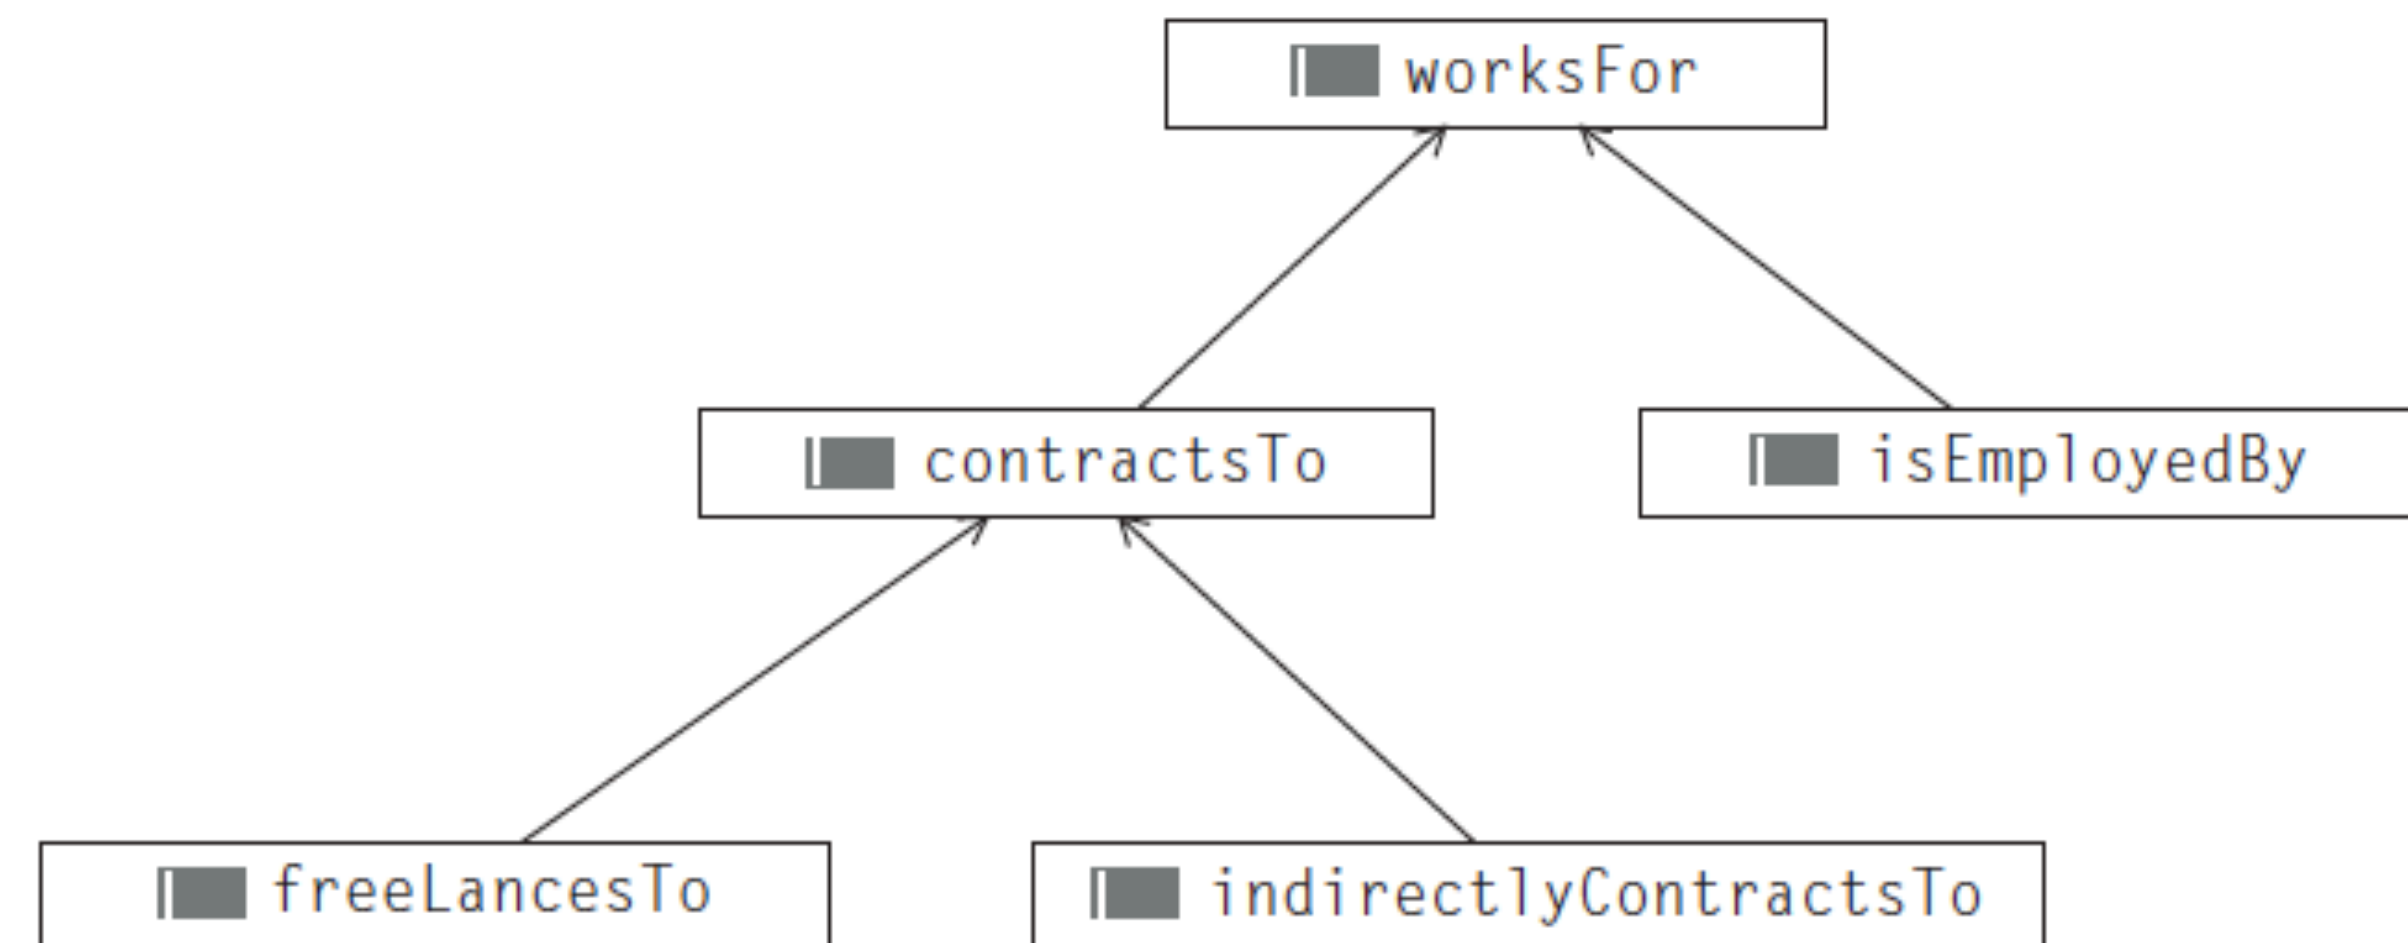 worksFor
contractsTo
isEmployedBy
freeLancesTo
indirectlyContractsTo